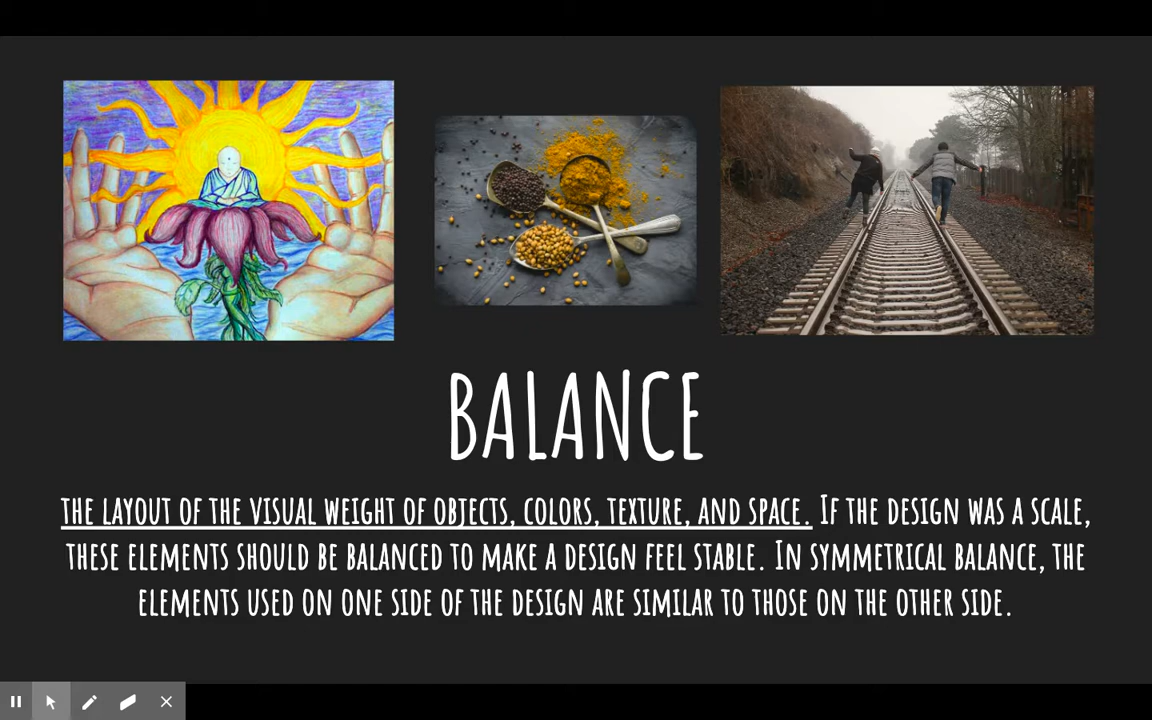 BALANCE
THE LAYOUT OF THE VISUAL WEIGHT OF OBJECTS, COLORS, TEXTURE, AND SPACE. IF THE DESIGN WAS A SCALE,
THESE ELEMENTS SHOULD BE BALANCED TO MAKE A DESIGN FEEL STABLE. IN SYMMETRICAL BALANCE, THE
ELEMENTS USED ON ONE SIDE OF THE DESIGN ARE SIMILAR TO THOSE ON THE OTHER SIDE.